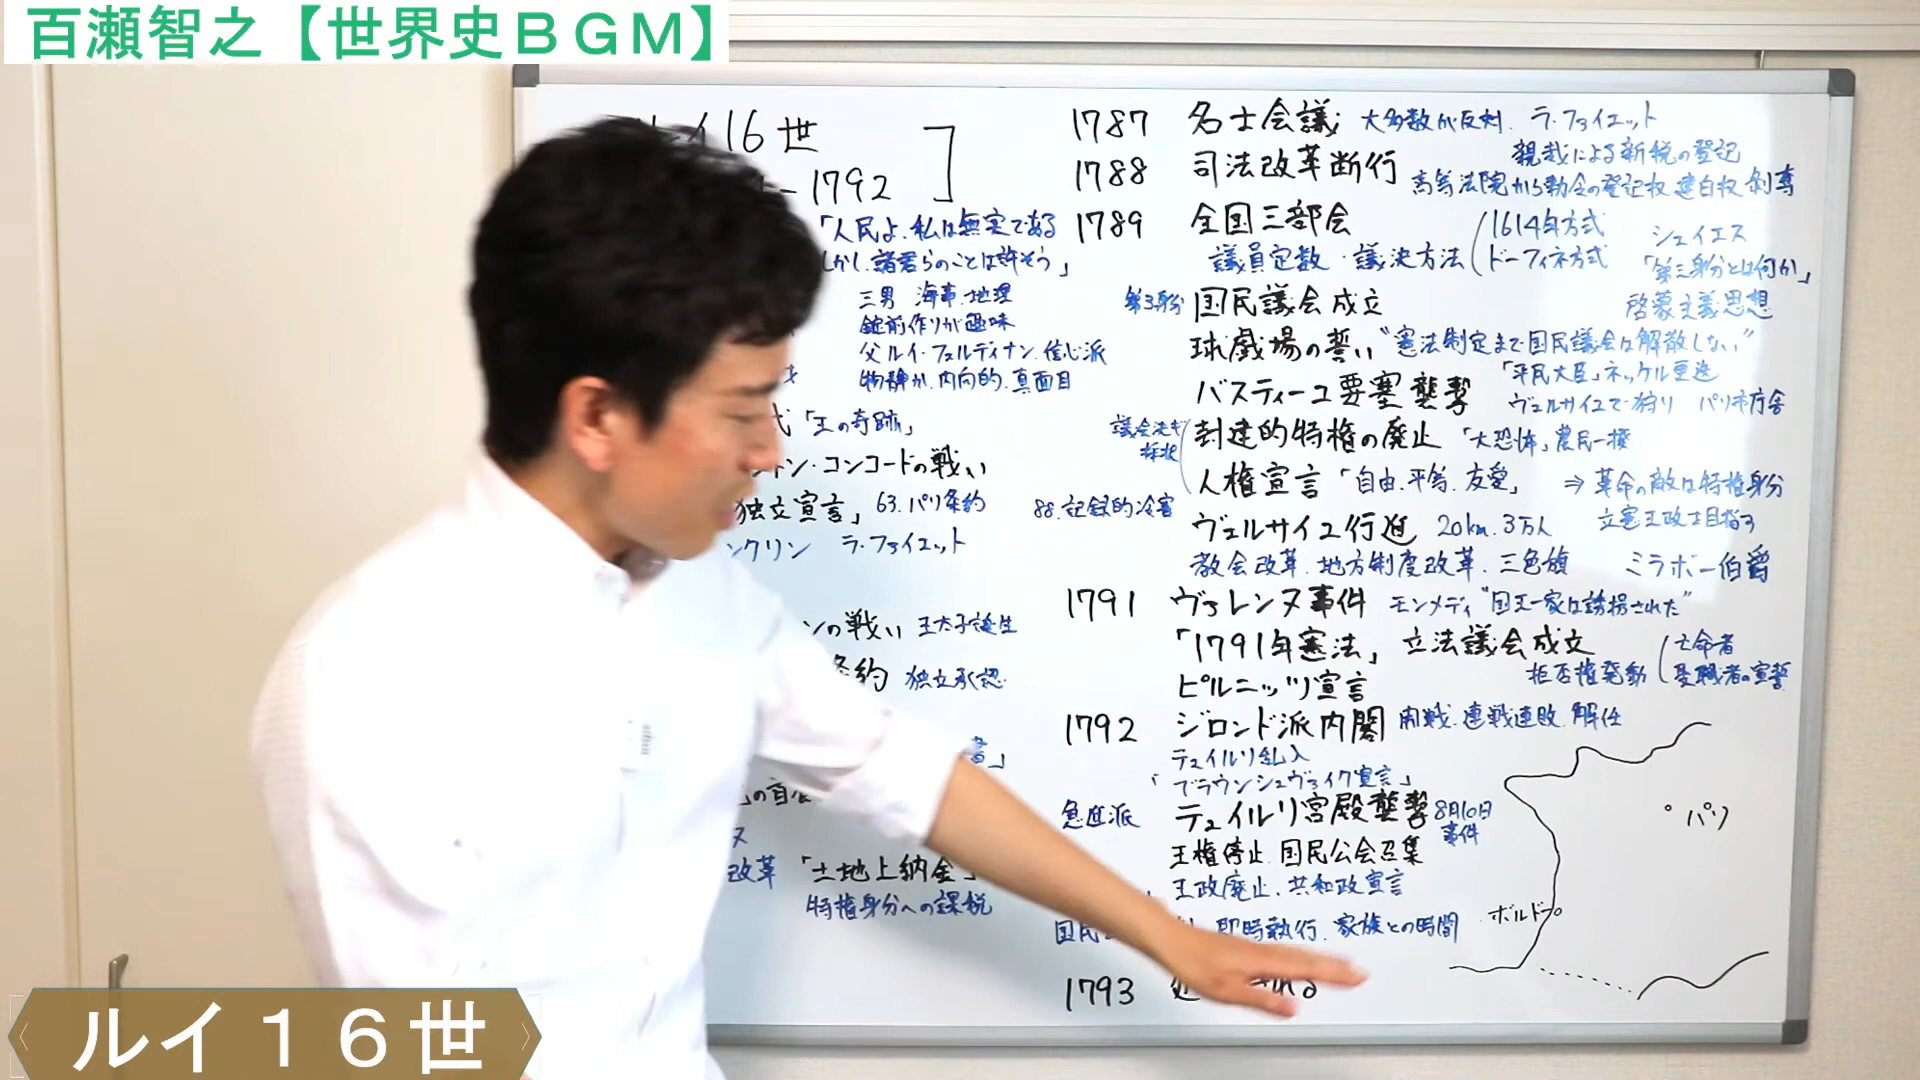 百瀬智之【世界史BGM】
ルイ16世
-1792
「人民よ、私は無実である
しかし、諸君らのことは許そう」
三男 海事、地理
錠前作りが趣味
父ルイ・フェルディナン、信心派
物静か、内向的、真面目
式「王の奇跡」
トン・コンコードの戦い
独立宣言」 63.パリ条約
ンクリン ラ・ファイエット
ンの戦い 王太子誕生
条約 独立承認
書」
の首
ヌ
改革 「土地上納金」
特権身分への課税
1787 名士会議 大多数が反対. ラ・ファイエット
親裁による新税の登記
1788 司法改革断行 高等法院から勅令の登記権 建白権 剝奪
1789 全国三部会 1614年方式 シェイエス
議員定数・議決方法 ドーフィネ方式 「第三身分とは何か」
第3身分 国民議会成立 啓蒙主義思想
球戯場の誓い "憲法制定まで国民議会は解散しない"
「平民大臣」ネッケル更迭
バスティーユ要塞襲撃 ヴェルサイユで狩り パリ市庁舎
議会決を
採択
封建的特権の廃止 「大恐怖」農民一揆
人権宣言「自由、平等、友愛」 ⇒革命の敵は特権身分
88.記録的冷害 立憲王政を目指す
ヴェルサイユ行進 20km.3万人
教会改革、地方制度改革、三色旗 ミラボー伯爵
1791 ヴァレンヌ事件 モンメディ "国王一家は誘拐された"
「1791年憲法」 立法議会成立 亡命者
拒否権発動 聖職者の宣誓
ピルニッツ宣言
1792 ジロンド派内閣 開戦、連戦連敗、解任
テュイルリ乱入
「ブラウンシュヴァイク宣言」
急進派 テュイルリ宮殿襲撃 8月10日
事件
王権停止、国民公会召集
王政廃止、共和政宣言
国民 即時執行、家族との時間
1793 処 される
パリ
ボルドー
ルイ１６世